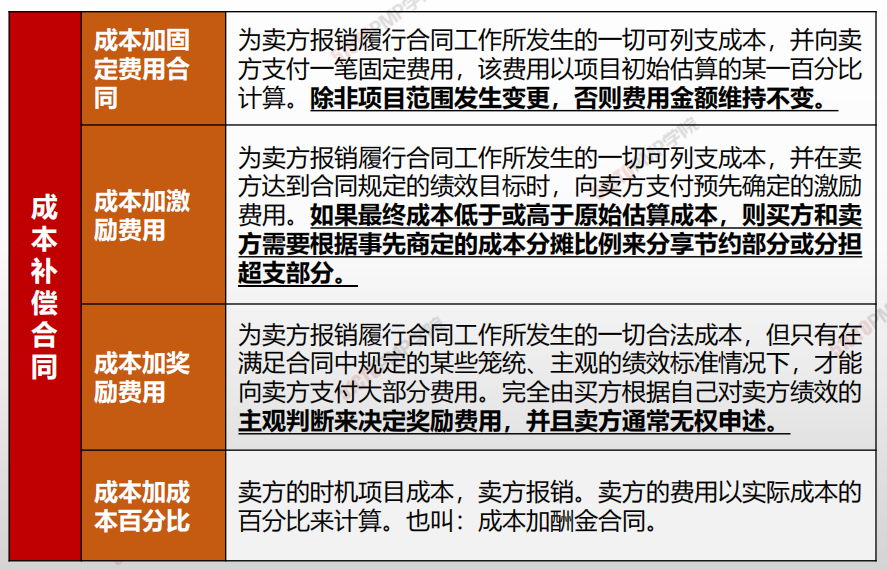 成本补偿合同
成本加固
定费用合
同
为卖方报销履行合同工作所发生的一切可列支成本，并向卖
方支付一笔固定费用，该费用以项目初始估算的某一百分比
计算。除非项目范围发生变更，否则费用金额维持不变。
成本加激
励费用
为卖方报销履行合同工作所发生的一切可列支成本，并在卖
方达到合同规定的绩效目标时，向卖方支付预先确定的激励
费用。如果最终成本低于或高于原始估算成本，则买方和卖
方需要根据事先商定的成本分摊比例来分享节约部分或分担
超支部分。
成本加奖
励费用
为卖方报销履行合同工作所发生的一切合法成本，但只有在
满足合同中规定的某些笼统、主观的绩效标准情况下，才能
向卖方支付大部分费用。完全由买方根据自己对卖方绩效的
主观判断来决定奖励费用，并且卖方通常无权申述。
成本加成
本百分比
卖方的时机项目成本，卖方报销。卖方的费用以实际成本的
百分比来计算。也叫：成本加酬金合同。